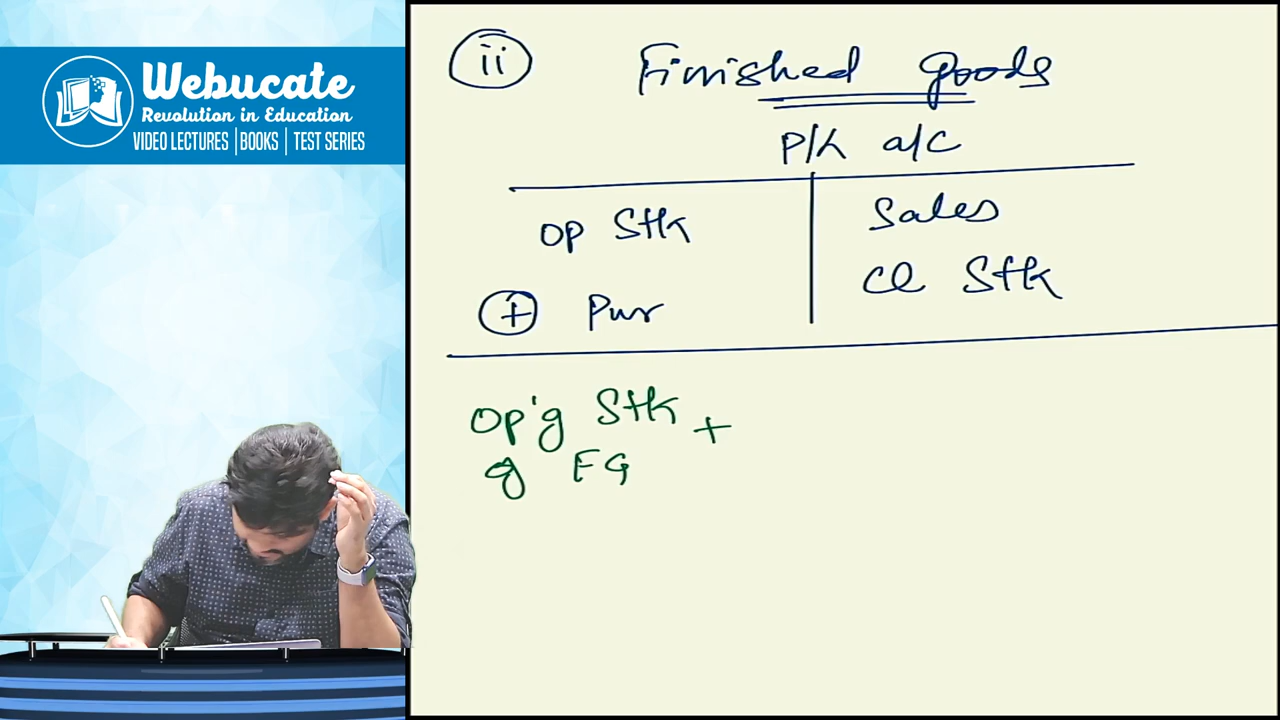 Webucate
Revolution in Education
VIDEO LECTURES | BOOKS | TEST SERIES
ii Finished goods
P/L a/c
OP Stk
Sales
Cl Stk
+ Pur
Op'g Stk +
of FG